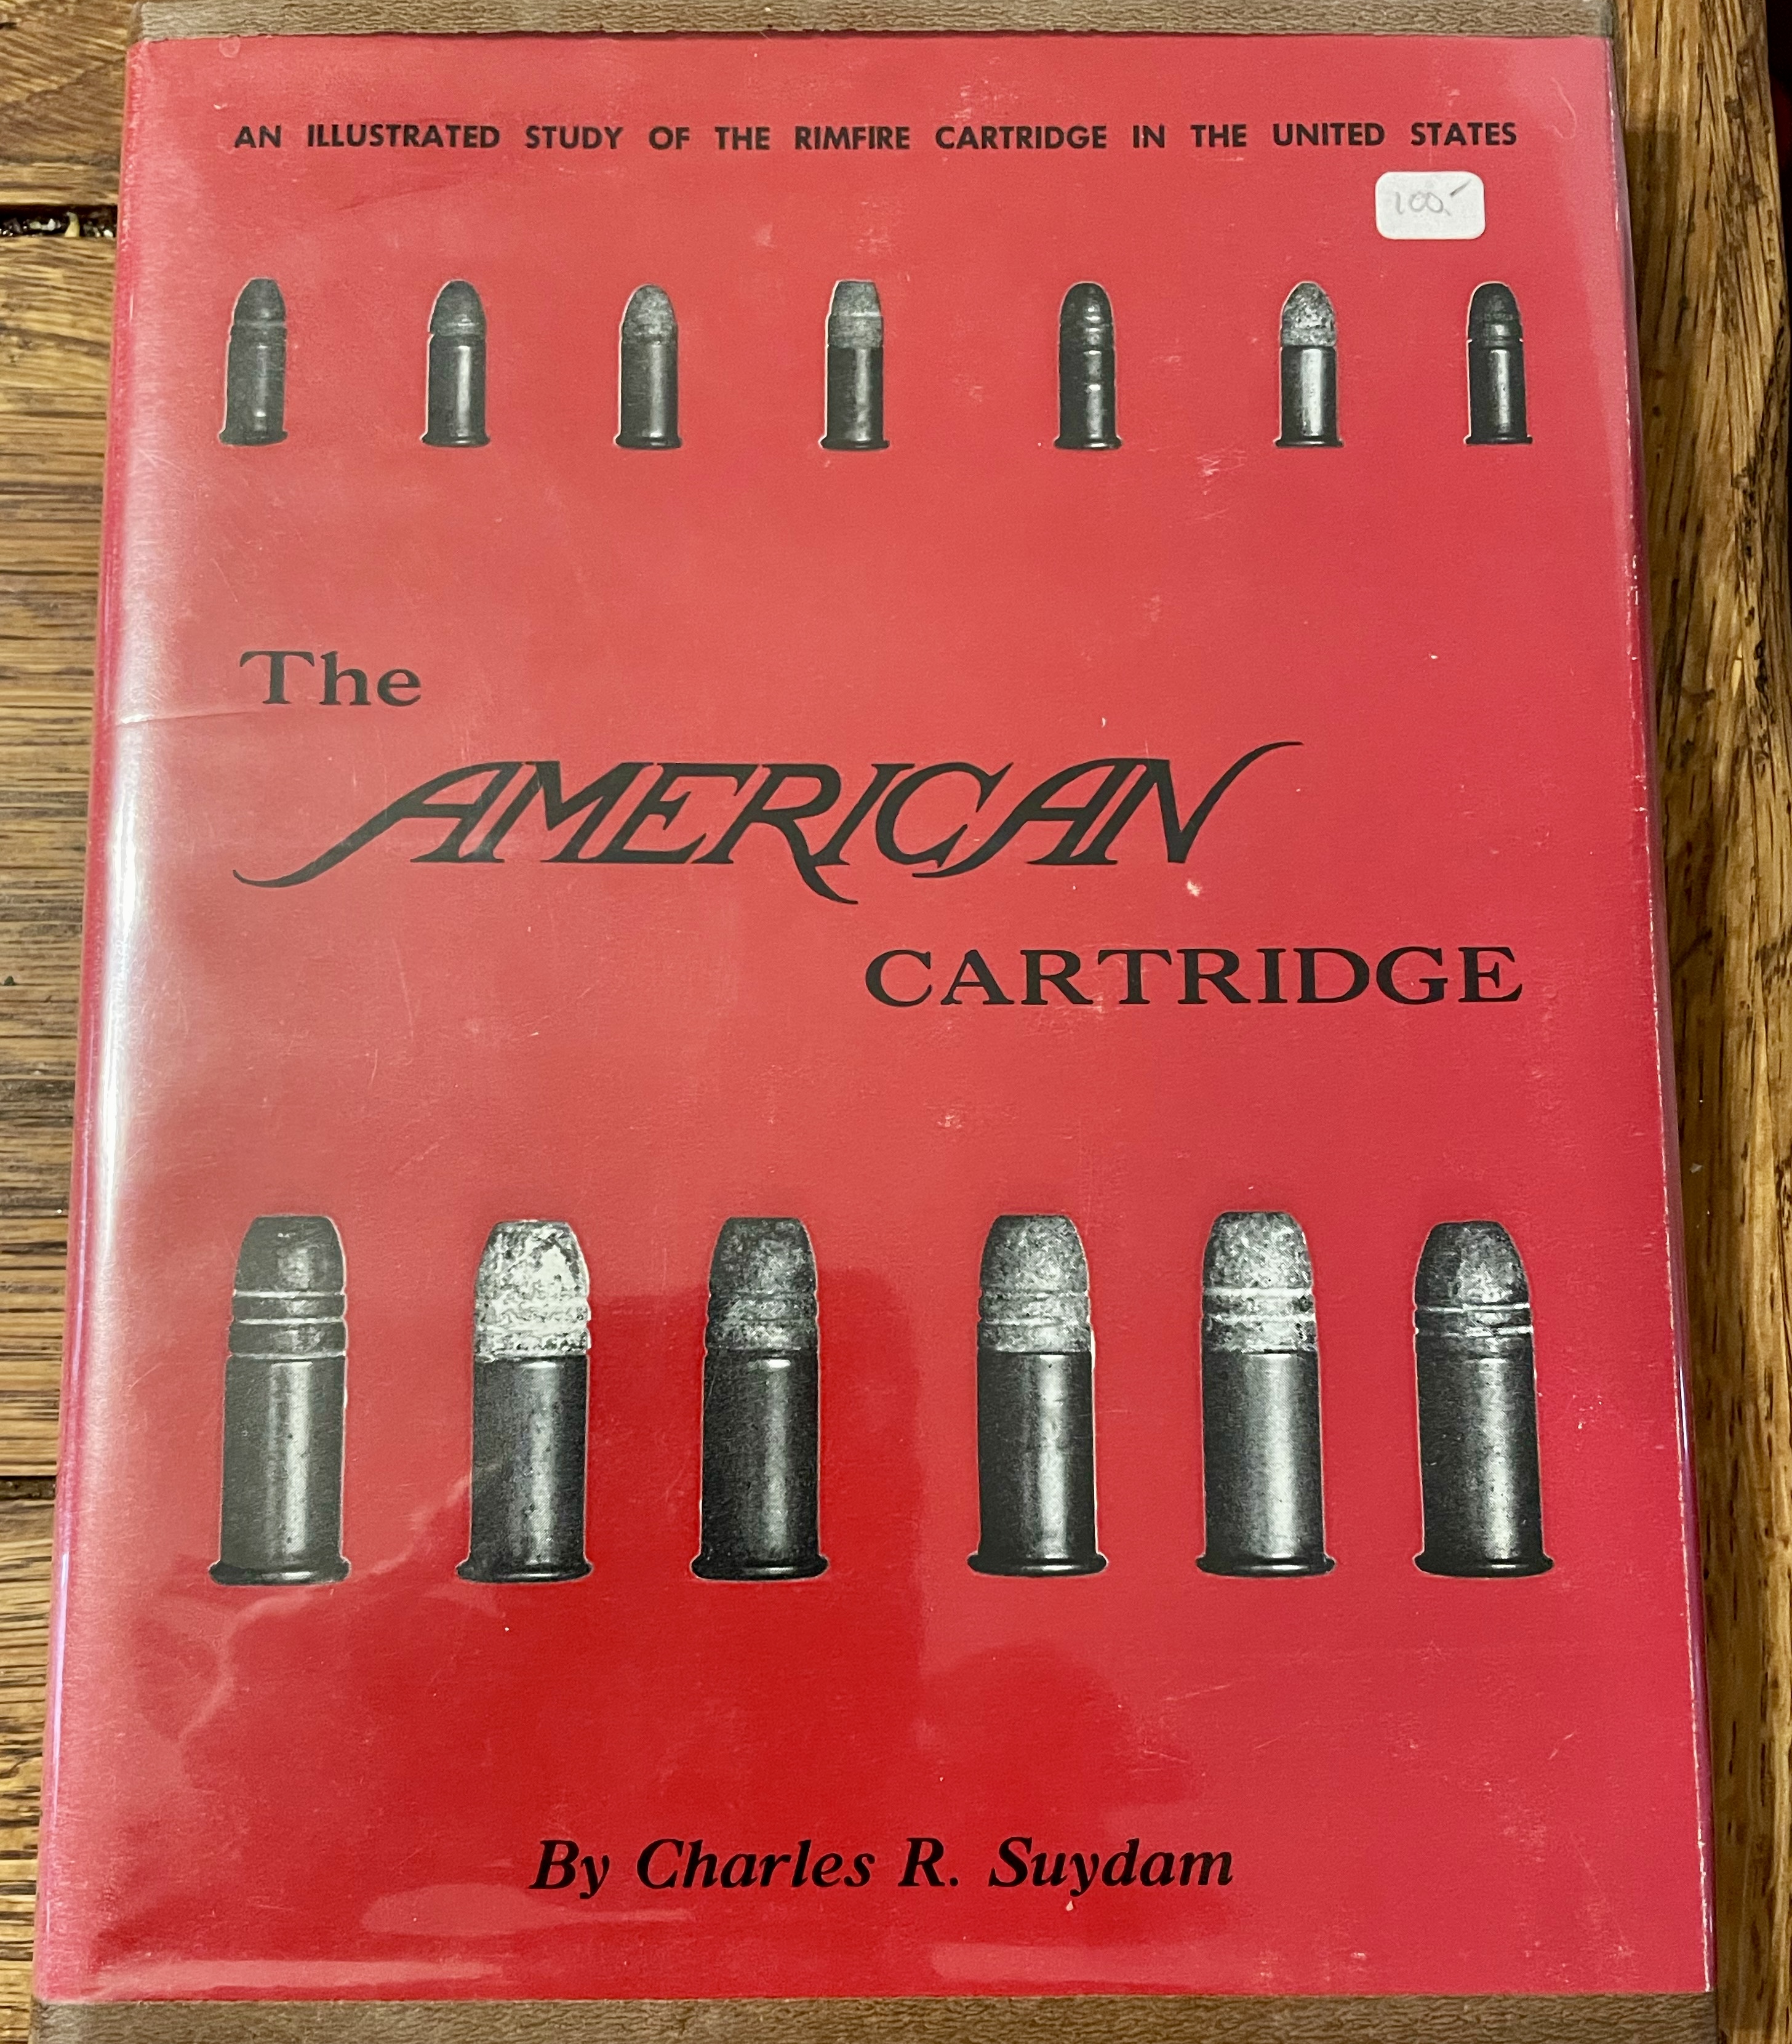 AN ILLUSTRATED STUDY OF THE RIMFIRE CARTRIDGE IN THE UNITED STATES
100.-
The
AMERICAN
CARTRIDGE
By Charles R. Suydam